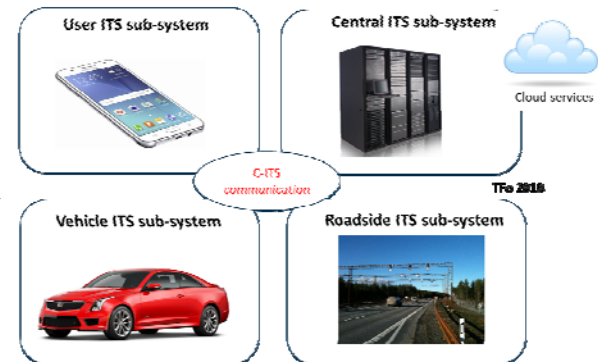 User ITS sub-system
Central ITS sub-system
Cloud services
C-ITS
communication
TFo 2018
Vehicle ITS sub-system
Roadside ITS sub-system